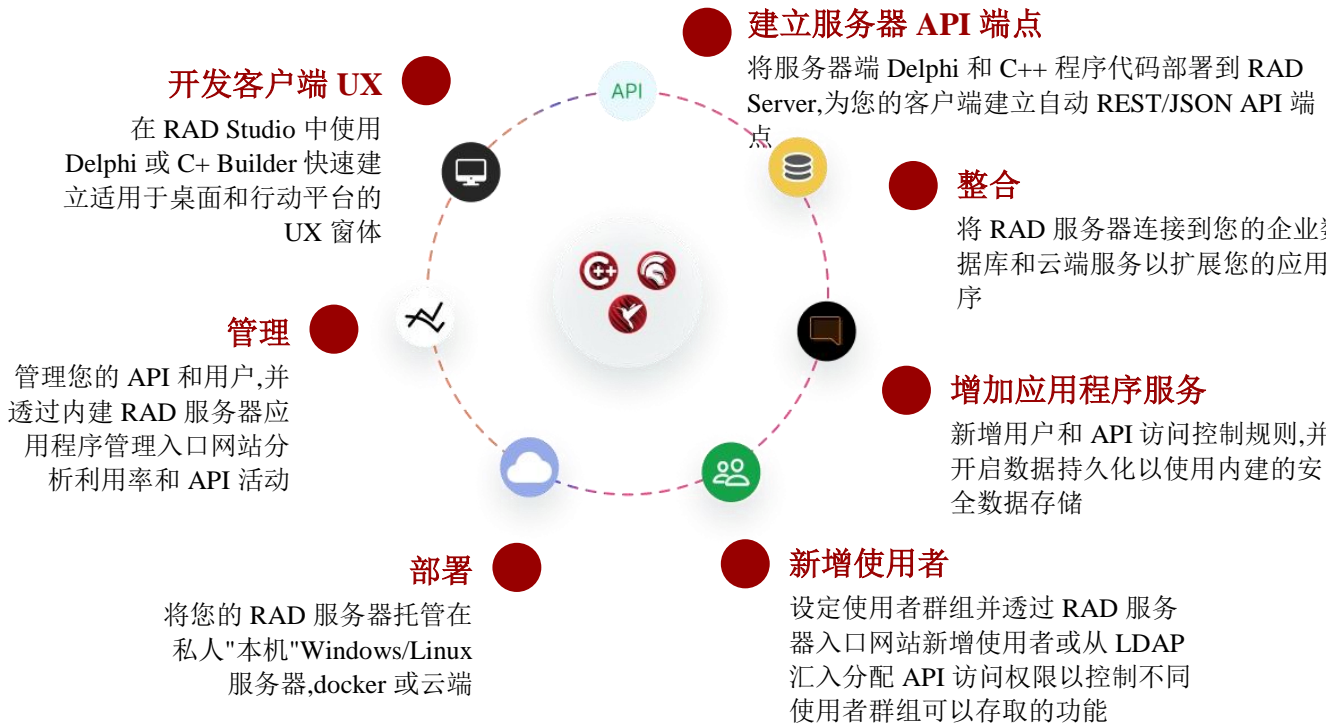 建立服务器 API 端点
将服务器端 Delphi 和 C++ 程序代码部署到 RAD
Server,为您的客户端建立自动 REST/JSON API 端
点
开发客户端 UX
在 RAD Studio 中使用
Delphi 或 C+ Builder 快速建
立适用于桌面和行动平台的
UX 窗体
API
整合
将 RAD 服务器连接到您的企业数
据库和云端服务以扩展您的应用
序
C++
管理
管理您的 API 和用户,并
透过内建 RAD 服务器应
用程序管理入口网站分
析利用率和 API 活动
增加应用程序服务
新增用户和 API 访问控制规则,并
开启数据持久化以使用内建的安
全数据存储
部署
将您的 RAD 服务器托管在
私人"本机"Windows/Linux
服务器,docker 或云端
新增使用者
设定使用者群组并透过 RAD 服务
器入口网站新增使用者或从 LDAP
汇入分配 API 访问权限以控制不同
使用者群组可以存取的功能